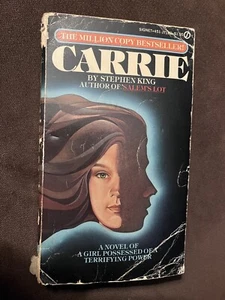 THE MILLION COPY BESTSELLER!
CARRIE
BY STEPHEN KING
AUTHOR OF 'SALEM'S LOT
A NOVEL OF
A GIRL POSSESSED OF A
TERRIFYING POWER